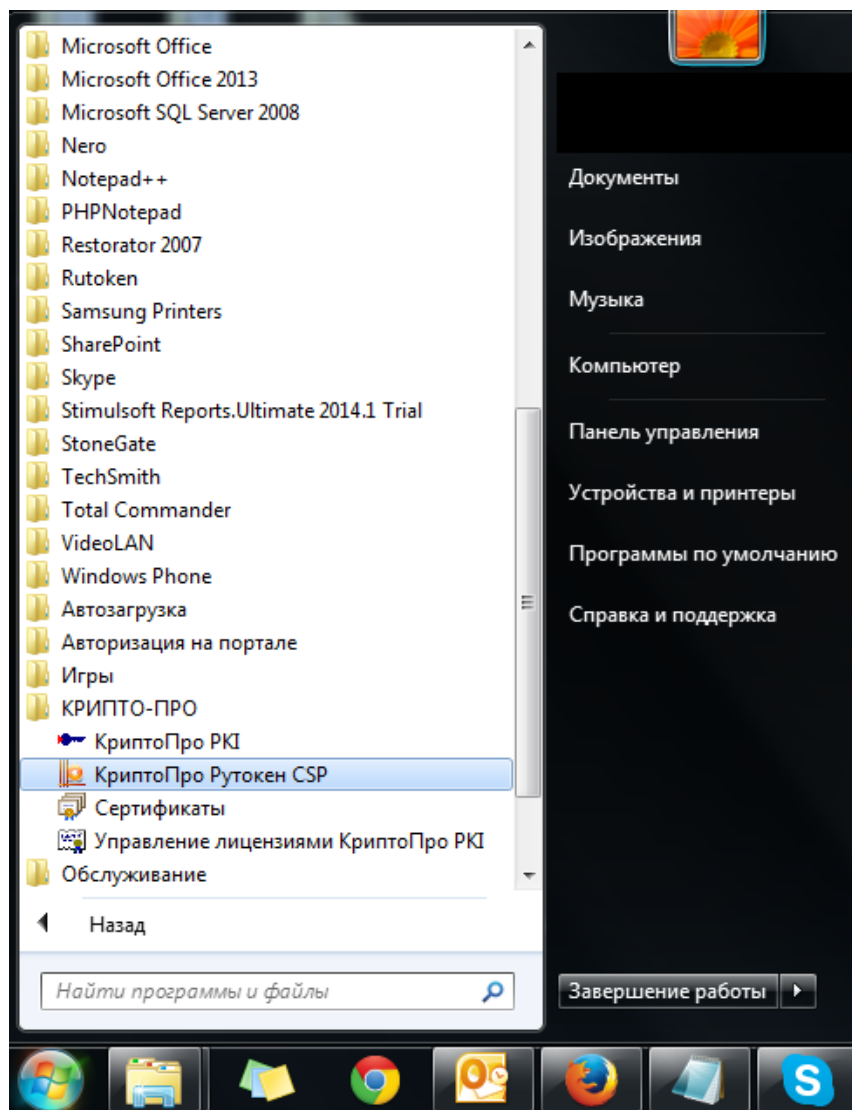 Microsoft Office
Microsoft Office 2013
Microsoft SQL Server 2008
Nero
Notepad++
PHPNotepad
Restorator 2007
Rutoken
Samsung Printers
SharePoint
Skype
Stimulsoft Reports.Ultimate 2014.1 Trial
StoneGate
TechSmith
Total Commander
VideoLAN
Windows Phone
Автозагрузка
Авторизация на портале
Игры
КРИПТО-ПРО
КриптоПро PKI
КриптоПро Рутокен CSP
Сертификаты
Управление лицензиями КриптоПро PKI
Обслуживание
Назад
Найти программы и файлы
Документы
Изображения
Музыка
Компьютер
Панель управления
Устройства и принтеры
Программы по умолчанию
Справка и поддержка
Завершение работы